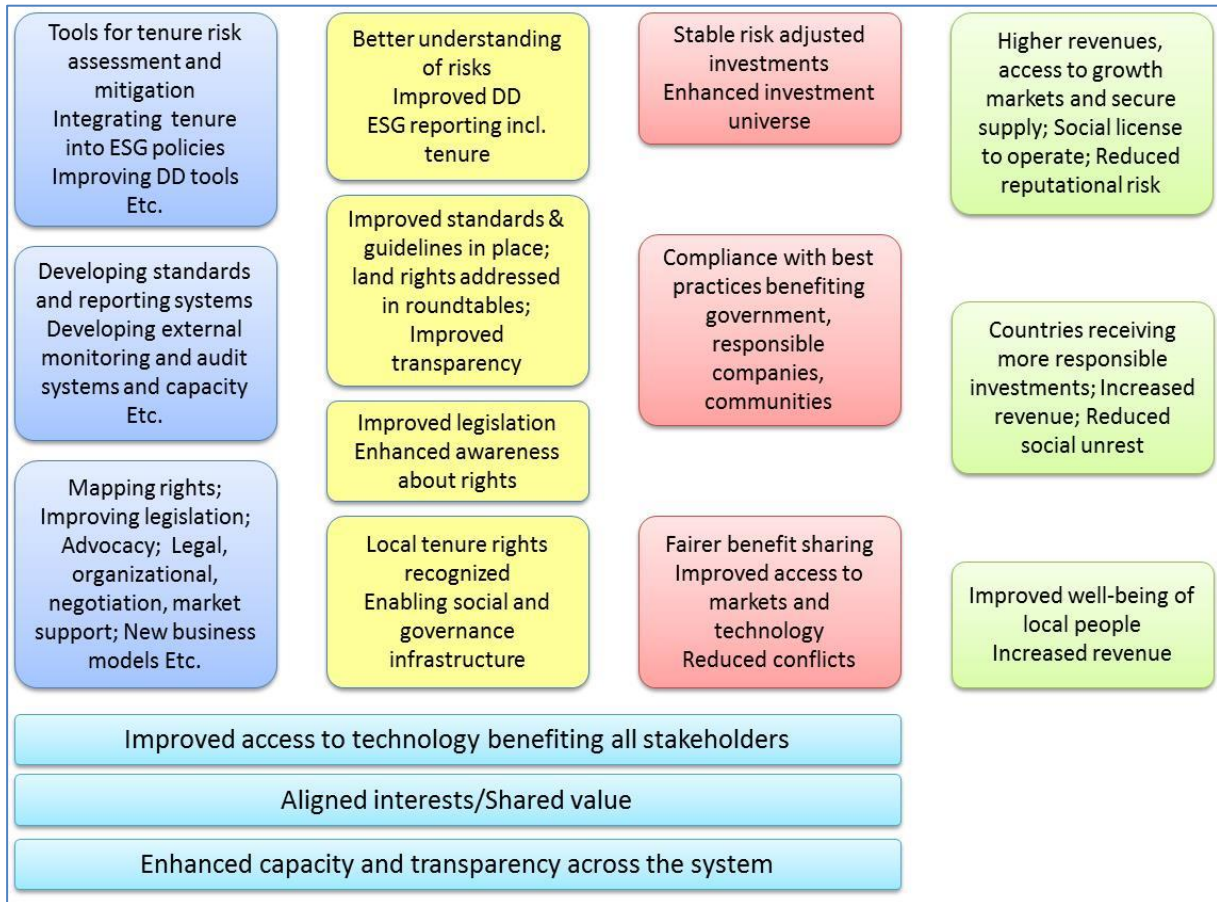 Tools for tenure risk
assessment and
mitigation
Integrating tenure
into ESG policies
Improving DD tools
Etc.
Developing standards
and reporting systems
Developing external
monitoring and audit
systems and capacity
Etc.
Mapping rights;
Improving legislation;
Advocacy; Legal,
organizational,
negotiation, market
support; New business
models Etc.
Better understanding
of risks
Improved DD
ESG reporting incl.
tenure
Improved standards &
guidelines in place;
land rights addressed
in roundtables;
Improved
transparency
Improved legislation
Enhanced awareness
about rights
Local tenure rights
recognized
Enabling social and
governance
infrastructure
Stable risk adjusted
investments
Enhanced investment
universe
Compliance with best
practices benefiting
government,
responsible
companies,
communities
Fairer benefit sharing
Improved access to
markets and
technology
Reduced conflicts
Higher revenues,
access to growth
markets and secure
supply; Social license
to operate; Reduced
reputational risk
Countries receiving
more responsible
investments; Increased
revenue; Reduced
social unrest
Improved well-being of
local people
Increased revenue
Improved access to technology benefiting all stakeholders
Aligned interests/Shared value
Enhanced capacity and transparency across the system